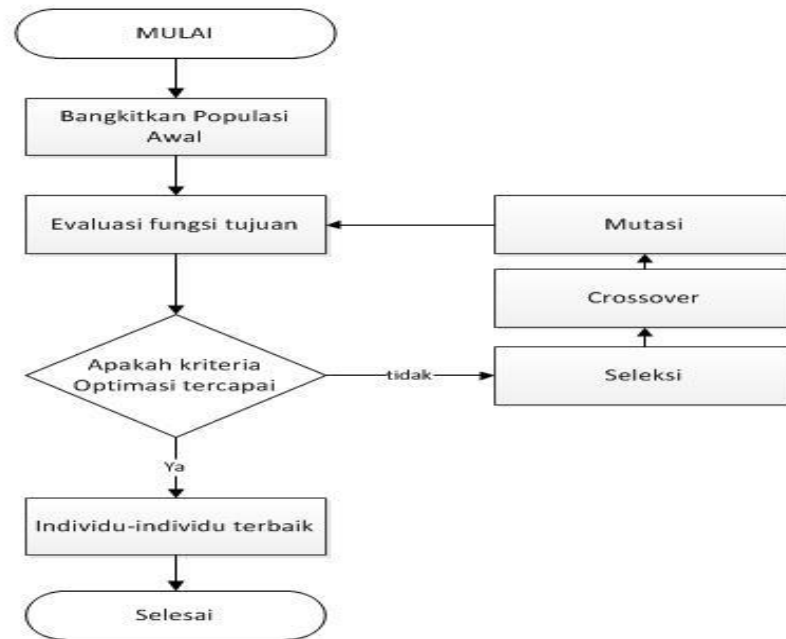 MULAI
Bangkitkan Populasi
Awal
Evaluasi fungsi tujuan
Mutasi
Crossover
Apakah kriteria
Optimasi tercapai
tidak
Seleksi
Ya
Individu-individu terbaik
Selesai